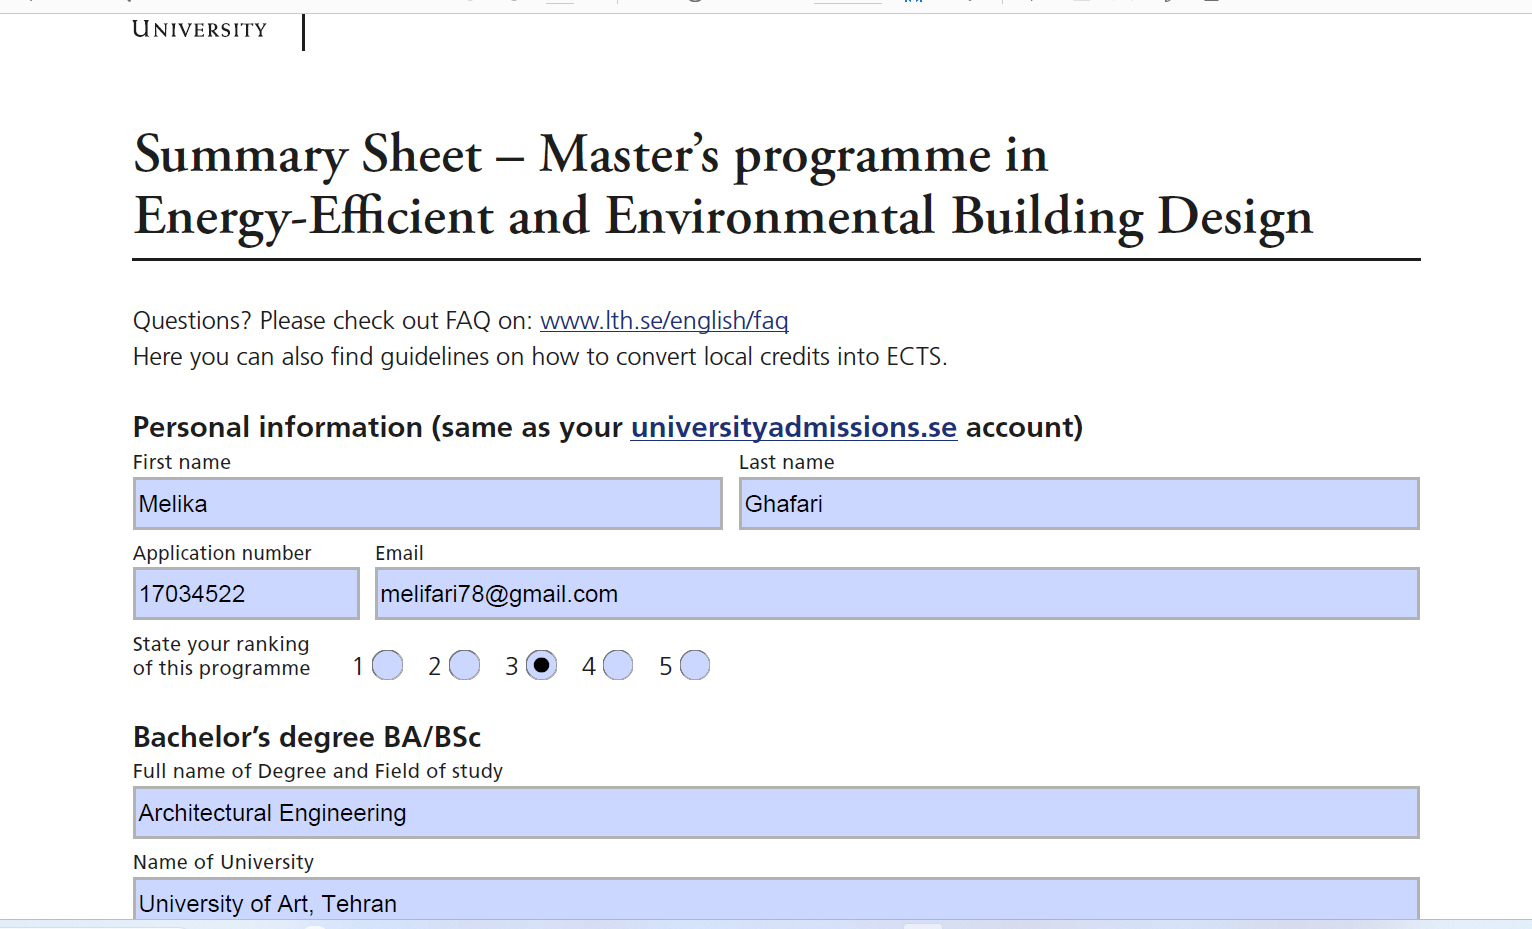 UNIVERSITY
Summary Sheet – Master’s programme in
Energy-Efficient and Environmental Building Design
Questions? Please check out FAQ on: www.lth.se/english/faq
Here you can also find guidelines on how to convert local credits into ECTS.
Personal information (same as your universityadmissions.se account)
First name Last name
Melika Ghafari
Application number Email
17034522 melifari78@gmail.com
State your ranking
of this programme 1 2 3 4 5
Bachelor’s degree BA/BSc
Full name of Degree and Field of study
Architectural Engineering
Name of University
University of Art, Tehran